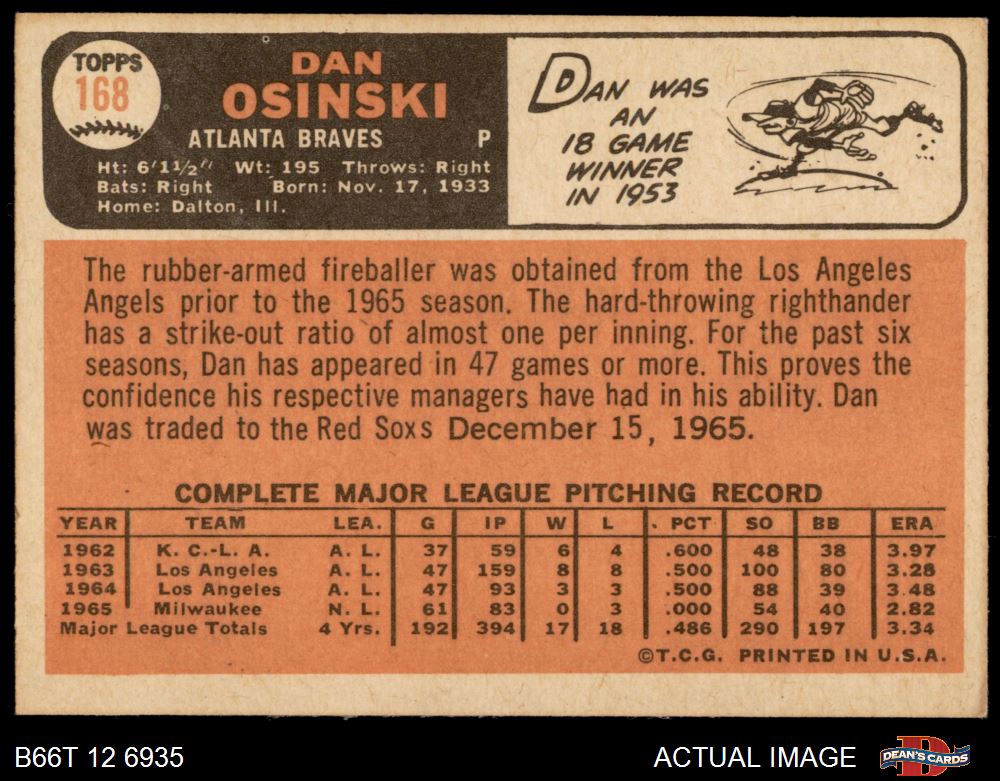 TOPPS
168
DAN
OSINSKI
ATLANTA BRAVES P
Ht: 6'11/2" Wt: 195 Throws: Right
Bats: Right Born: Nov. 17, 1933
Home: Dalton, Ill.
DAN WAS
AN
18 GAME
WINNER
IN 1953
The rubber-armed fireballer was obtained from the Los Angeles
Angels prior to the 1965 season. The hard-throwing righthander
has a strike-out ratio of almost one per inning. For the past six
seasons, Dan has appeared in 47 games or more. This proves the
confidence his respective managers have had in his ability. Dan
was traded to the Red Soxs December 15, 1965.
COMPLETE MAJOR LEAGUE PITCHING RECORD
YEAR TEAM LEA. G IP W L PCT SO BB ERA
1962 K. C.-L. A. A. L. 37 59 6 4 .600 48 38 3.97
1963 Los Angeles A. L. 47 159 8 8 .500 100 80 3.28
1964 Los Angeles A. L. 47 93 3 3 .500 88 39 3.48
1965 Milwaukee N. L. 61 83 0 3 .000 54 40 2.82
Major League Totals 4 Yrs. 192 394 17 18 .486 290 197 3.34
©T.C.G. PRINTED IN U.S.A.
B66T 12 6935
ACTUAL IMAGE
DEAN'S CARDS